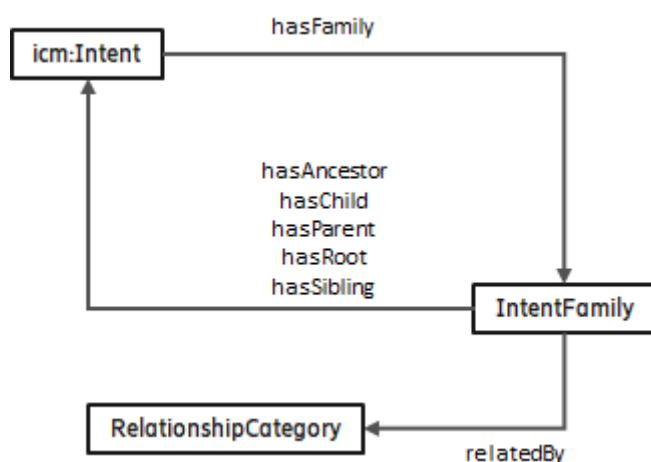 hasFamily
icm:Intent
hasAncestor
hasChild
hasParent
hasRoot
hasSibling
IntentFamily
RelationshipCategory
relatedBy